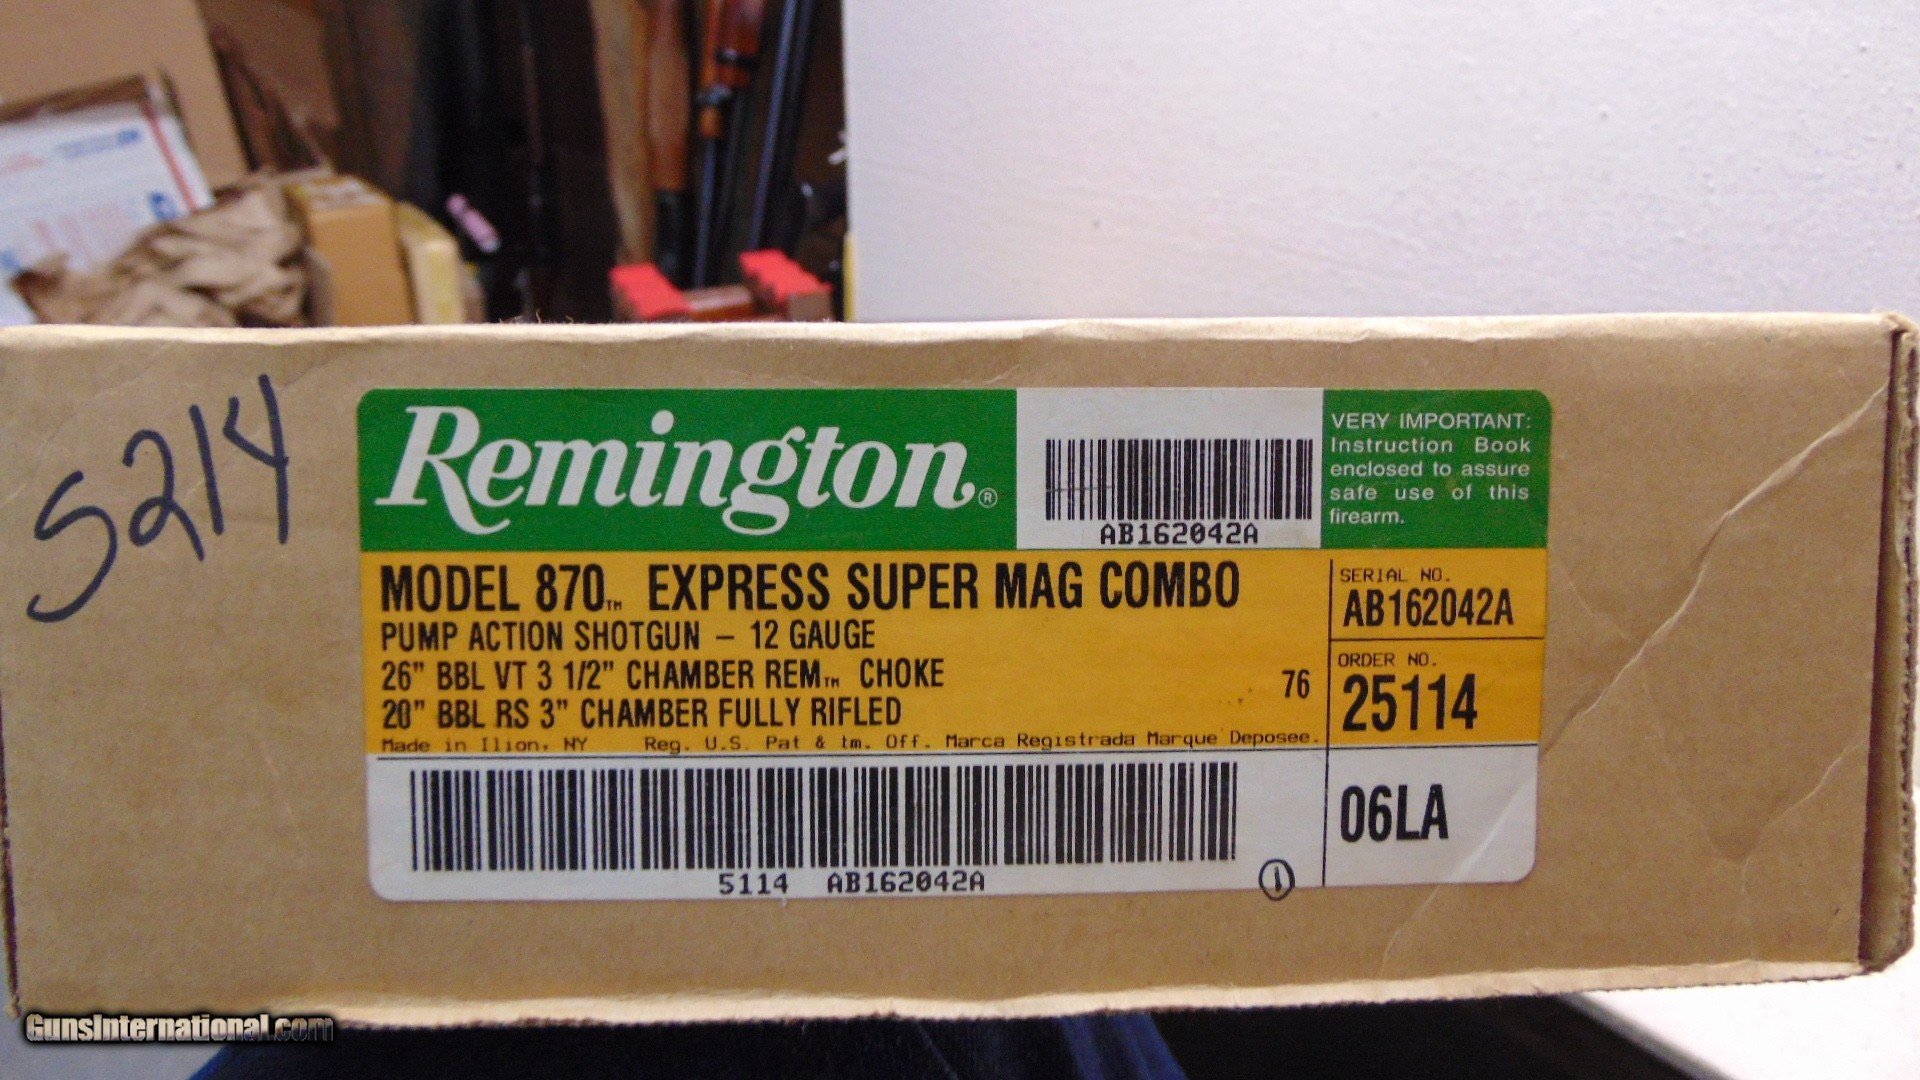 5214
Remington®
AB162042A
VERY IMPORTANT:
Instruction Book
enclosed to assure
safe use of this
firearm.
MODEL 870™ EXPRESS SUPER MAG COMBO
PUMP ACTION SHOTGUN – 12 GAUGE
26" BBL VT 3 1/2" CHAMBER REM™ CHOKE
20" BBL RS 3" CHAMBER FULLY RIFLED
76
Made in Ilion, NY Reg. U.S. Pat & tm. Off. Marca Registrada Marque Deposee.
SERIAL NO.
AB162042A
ORDER NO.
25114
06LA
5114 AB162042A
1
GunsInternational.com